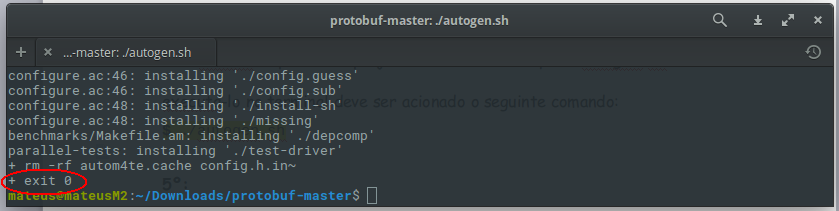 protobuf-master: ./autogen.sh
...-master: ./autogen.sh
configure.ac:46: installing './config.guess'
configure.ac:46: installing './config.sub'
configure.ac:48: installing './install-sh'
deve ser acionado o seguinte comando:
configure.ac:48: installing './missing'
benchmarks/Makefile.am: installing './depcomp'
parallel-tests: installing './test-driver'
+ rm -rf autom4te.cache config.h.in~
+ exit 0
5º
mateus@mateusM2:~/Downloads/protobuf-master$